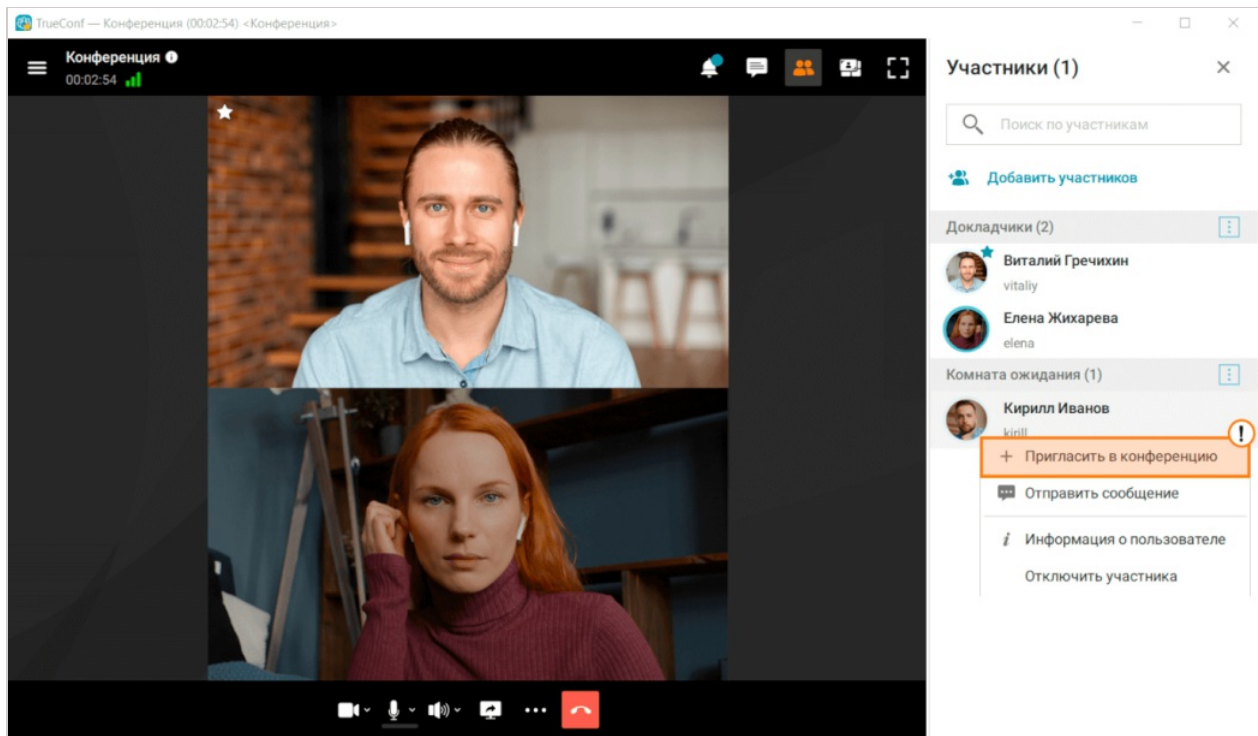 TrueConf — Конференция (00:02:54) <Конференция>
Конференция
00:02:54
Участники (1)
Поиск по участникам
Добавить участников
Докладчики (2)
Виталий Гречихин
vitaliy
Елена Жихарева
elena
Комната ожидания (1)
Кирилл Иванов
kirill
!
+ Пригласить в конференцию
Отправить сообщение
i Информация о пользователе
Отключить участника